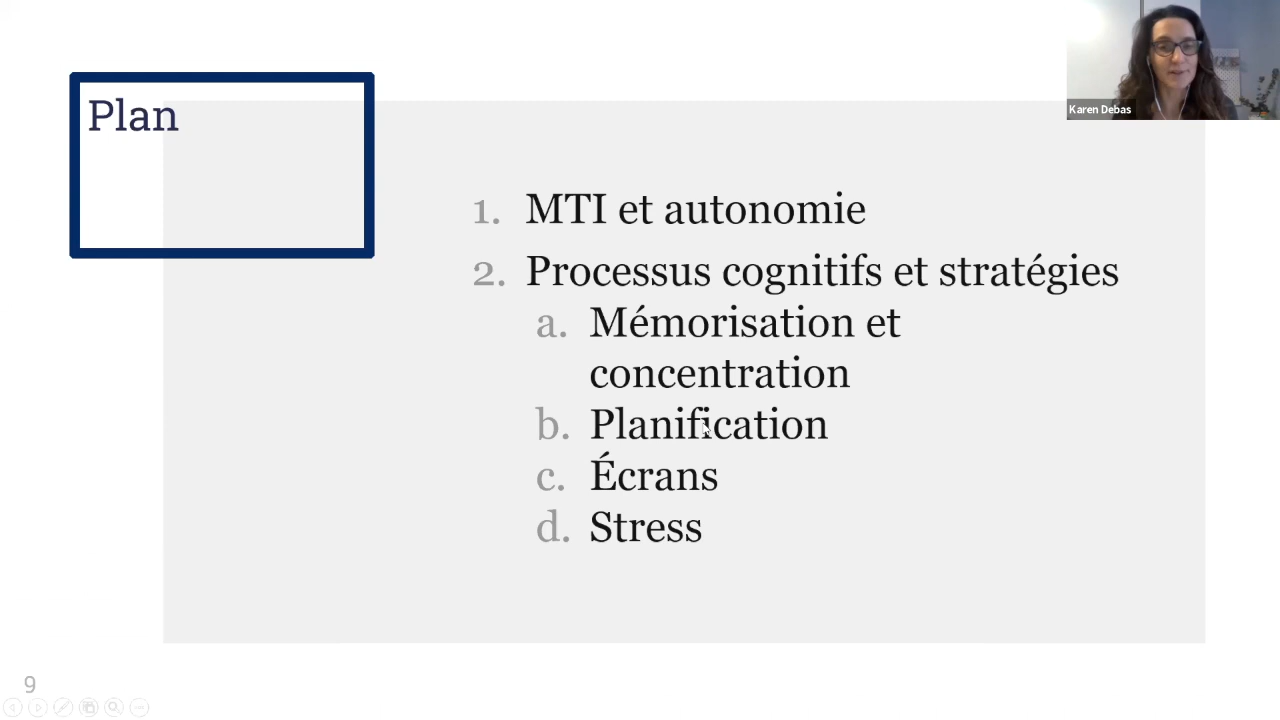 Karen Debas
Plan
1. MTI et autonomie
2. Processus cognitifs et stratégies
a. Mémorisation et
concentration
b. Planification
c. Écrans
d. Stress
9